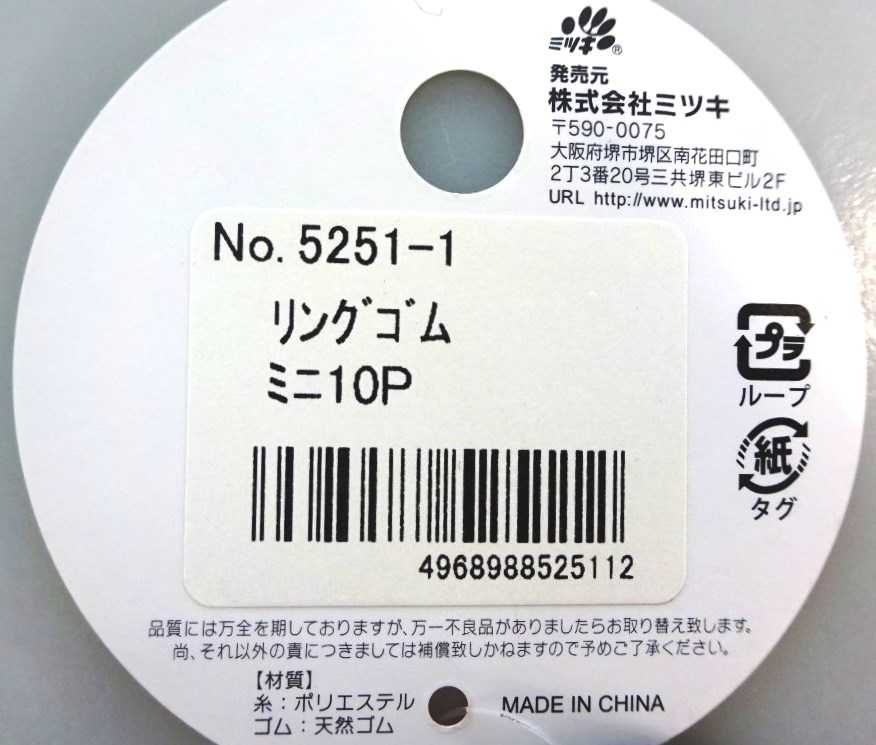 ミツキ®
発売元
株式会社ミツキ
〒590-0075
大阪府堺市堺区南花田口町
2丁3番20号三共堺東ビル2F
URL http://www.mitsuki-ltd.jp
No.5251-1
リングゴム
ミニ10P
4968988525112
プラ
ループ
紙
タグ
品質には万全を期しておりますが、万一不良品がありましたらお取り替え致します。
尚、それ以外の責につきましては補償致しかねますので予めご了承ください。
【材質】
糸：ポリエステル
ゴム：天然ゴム
MADE IN CHINA